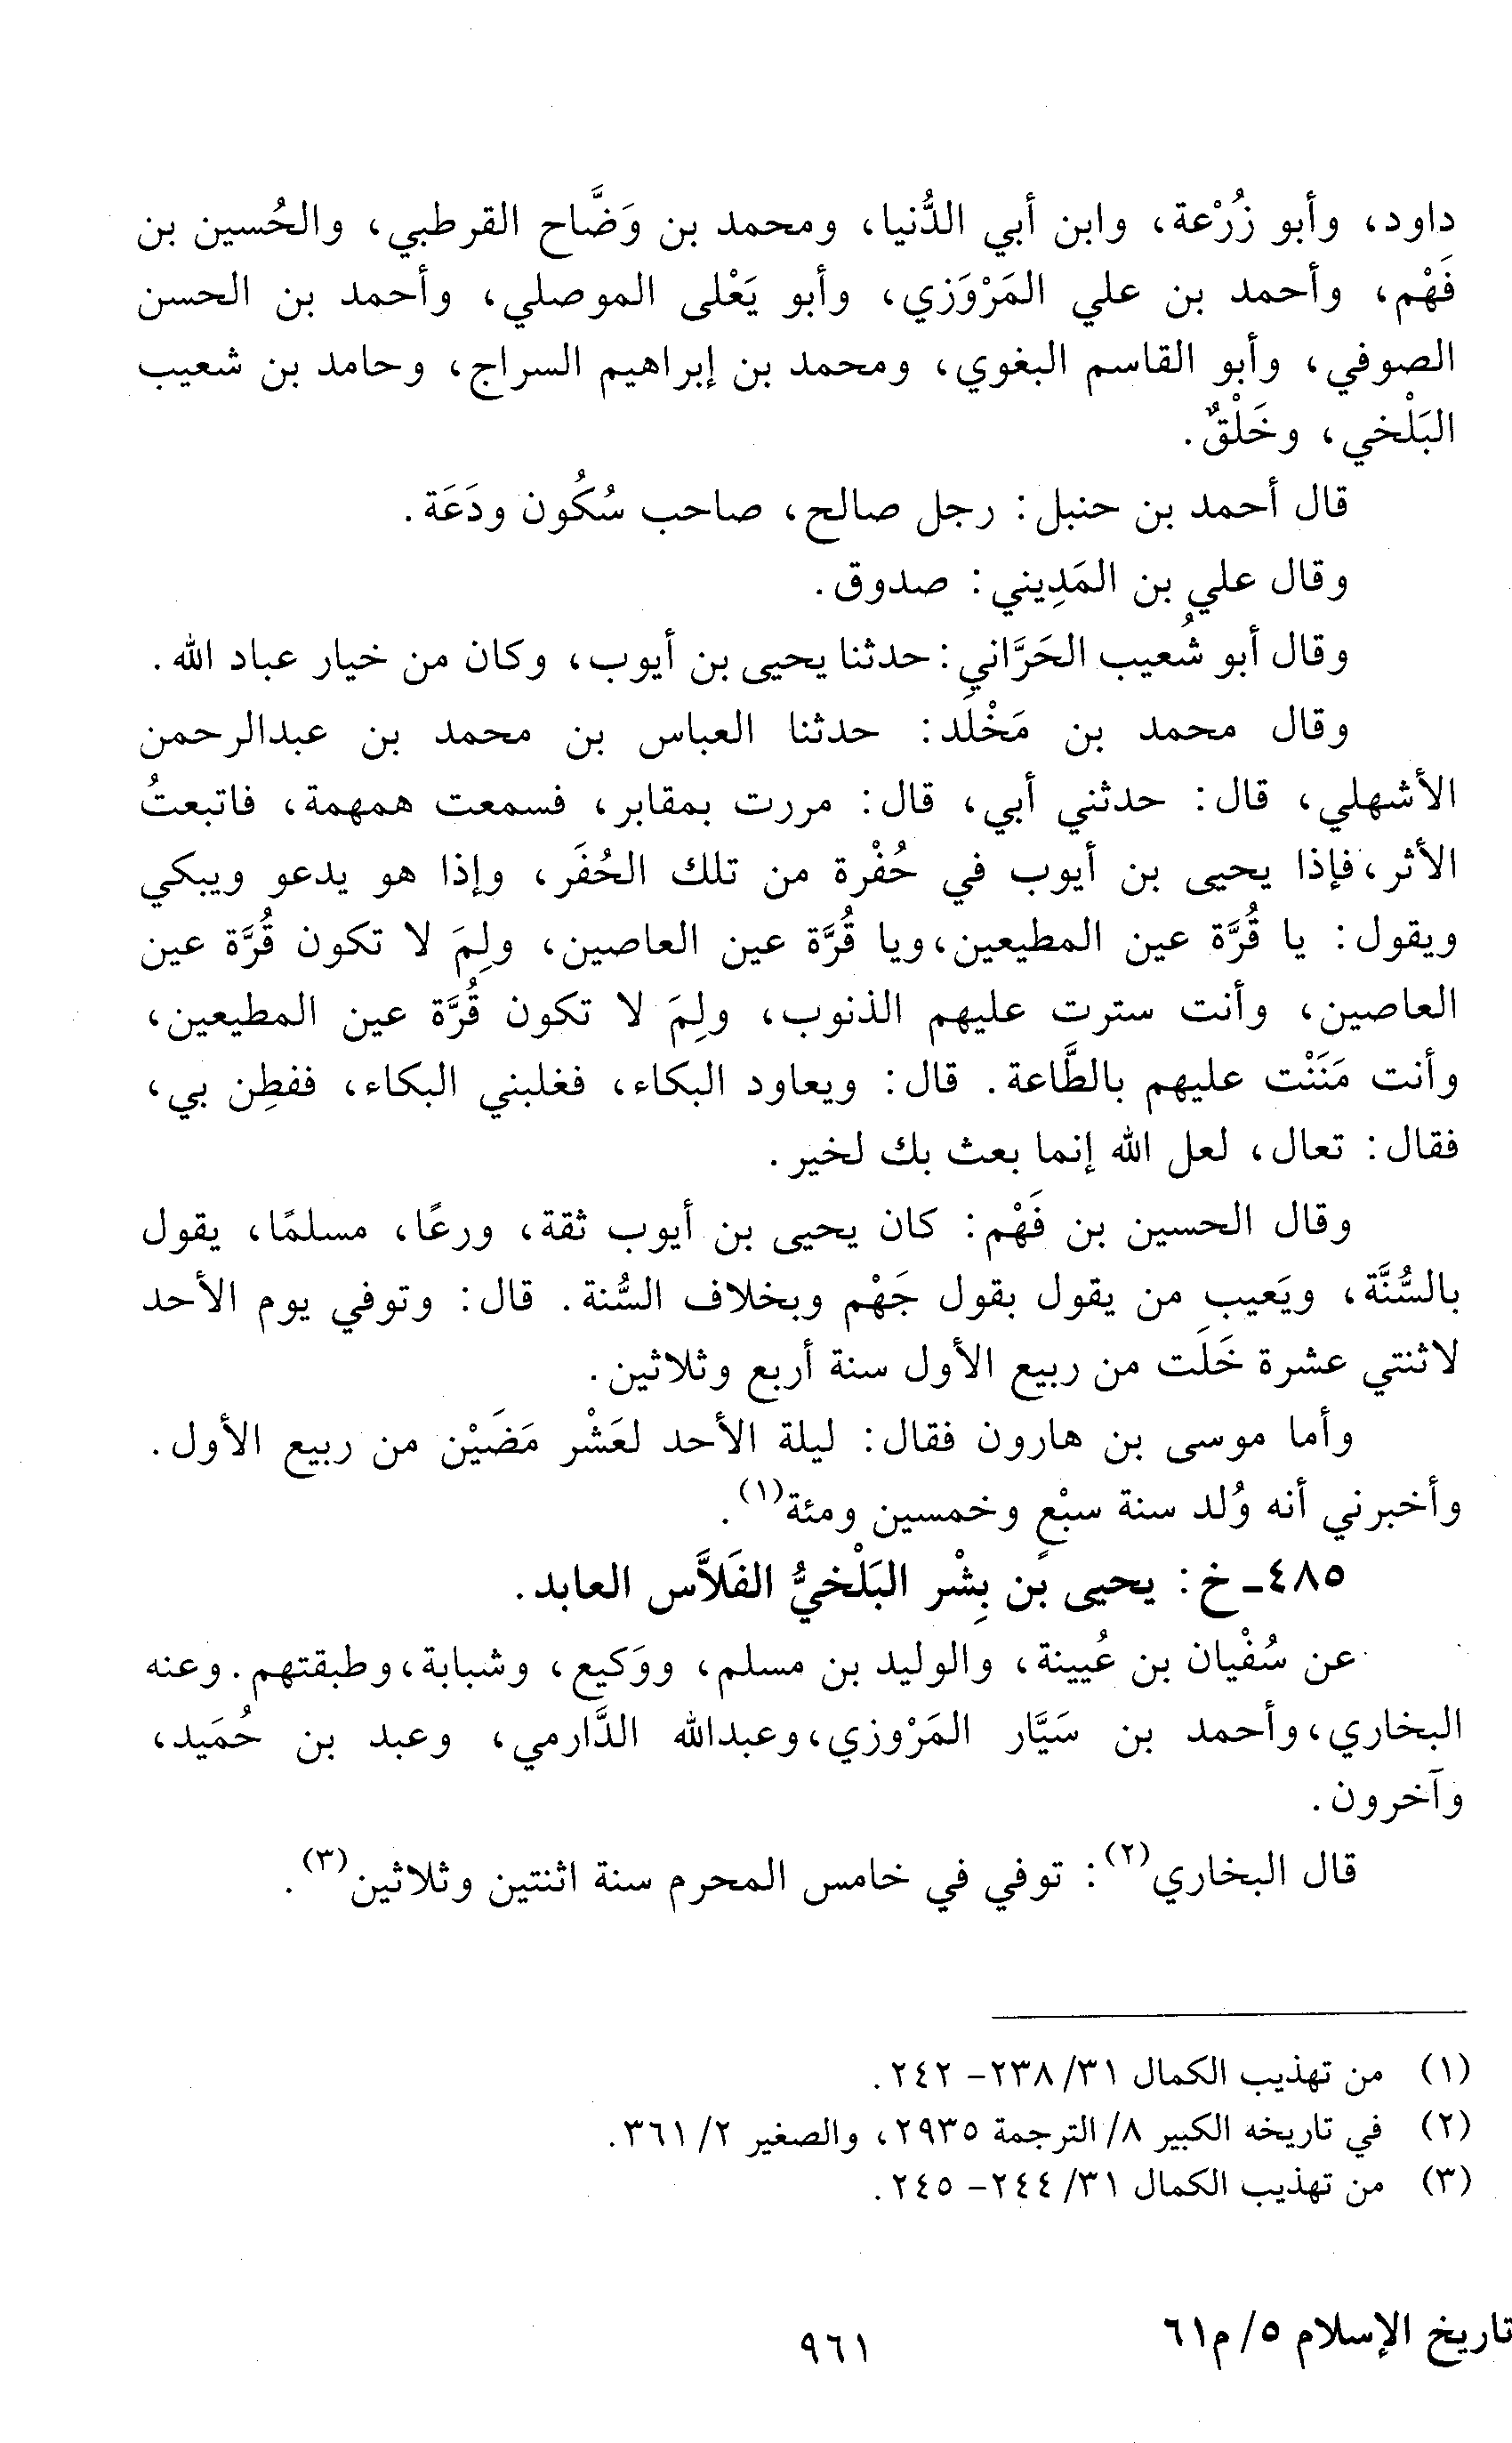 داود، وأبو زُرْعة، وابن أبي الدُّنيا، ومحمد بن وَضَّاح القرطبي، والحُسين بن
فَهْم، وأحمد بن علي المَرْوَزي، وأبو يَعْلى الموصلي، وأحمد بن الحسن
الصوفي، وأبو القاسم البغوي، ومحمد بن إبراهيم السراج، وحامد بن شعيب
البَلْخي، وخَلْقٌ.
قال أحمد بن حنبل: رجل صالح، صاحب سُكُون ودَعَة.
وقال علي بن المَدِيني: صدوق.
وقال أبو شُعيب الحَرَّاني: حدثنا يحيى بن أيوب، وكان من خيار عباد الله.
وقال محمد بن مَخْلَد: حدثنا العباس بن محمد بن عبدالرحمن
الأشهلي، قال: حدثني أبي، قال: مررت بمقابر، فسمعت همهمة، فاتبعتُ
الأثر، فإذا يحيى بن أيوب في حُفْرة من تلك الحُفَر، وإذا هو يدعو ويبكي
ويقول: يا قُرَّة عين المطيعين، ويا قُرَّة عين العاصين، ولِمَ لا تكون قُرَّة عين
العاصين، وأنت سترت عليهم الذنوب، ولِمَ لا تكون قُرَّة عين المطيعين،
وأنت مَنَنْت عليهم بالطَّاعة. قال: ويعاود البكاء، فغلبني البكاء، ففطِن بي،
فقال: تعال، لعل الله إنما بعث بك لخير.
وقال الحسين بن فَهْم: كان يحيى بن أيوب ثقة، ورعًا، مسلمًا، يقول
بالسُّنَّة، ويَعيب من يقول بقول جَهْم وبخلاف السُّنة. قال: وتوفي يوم الأحد
لاثنتي عشرة خَلَت من ربيع الأول سنة أربع وثلاثين.
وأما موسى بن هارون فقال: ليلة الأحد لعَشْر مَضَيْن من ربيع الأول.
وأخبرني أنه وُلد سنة سبْعٍ وخمسين ومئة(١).
٤٨٥ـ خ: يحيى بن بِشْر البَلْخيُّ الفَلاَّس العابد.
عن سُفْيان بن عُيينة، والوليد بن مسلم، ووَكيع، وشبابة، وطبقتهم. وعنه
البخاري، وأحمد بن سَيَّار المَرْوزي، وعبدالله الدَّارمي، وعبد بن حُمَيد،
وآخرون.
قال البخاري(٢): توفي في خامس المحرم سنة اثنتين وثلاثين(٣).
(١) من تهذيب الكمال ٣١/ ٢٣٨- ٢٤٢.
(٢) في تاريخه الكبير ٨/ الترجمة ٢٩٣٥، والصغير ٢/ ٣٦١.
(٣) من تهذيب الكمال ٣١/ ٢٤٤- ٢٤٥.
تاريخ الإسلام ٥/ م٦١
٩٦١